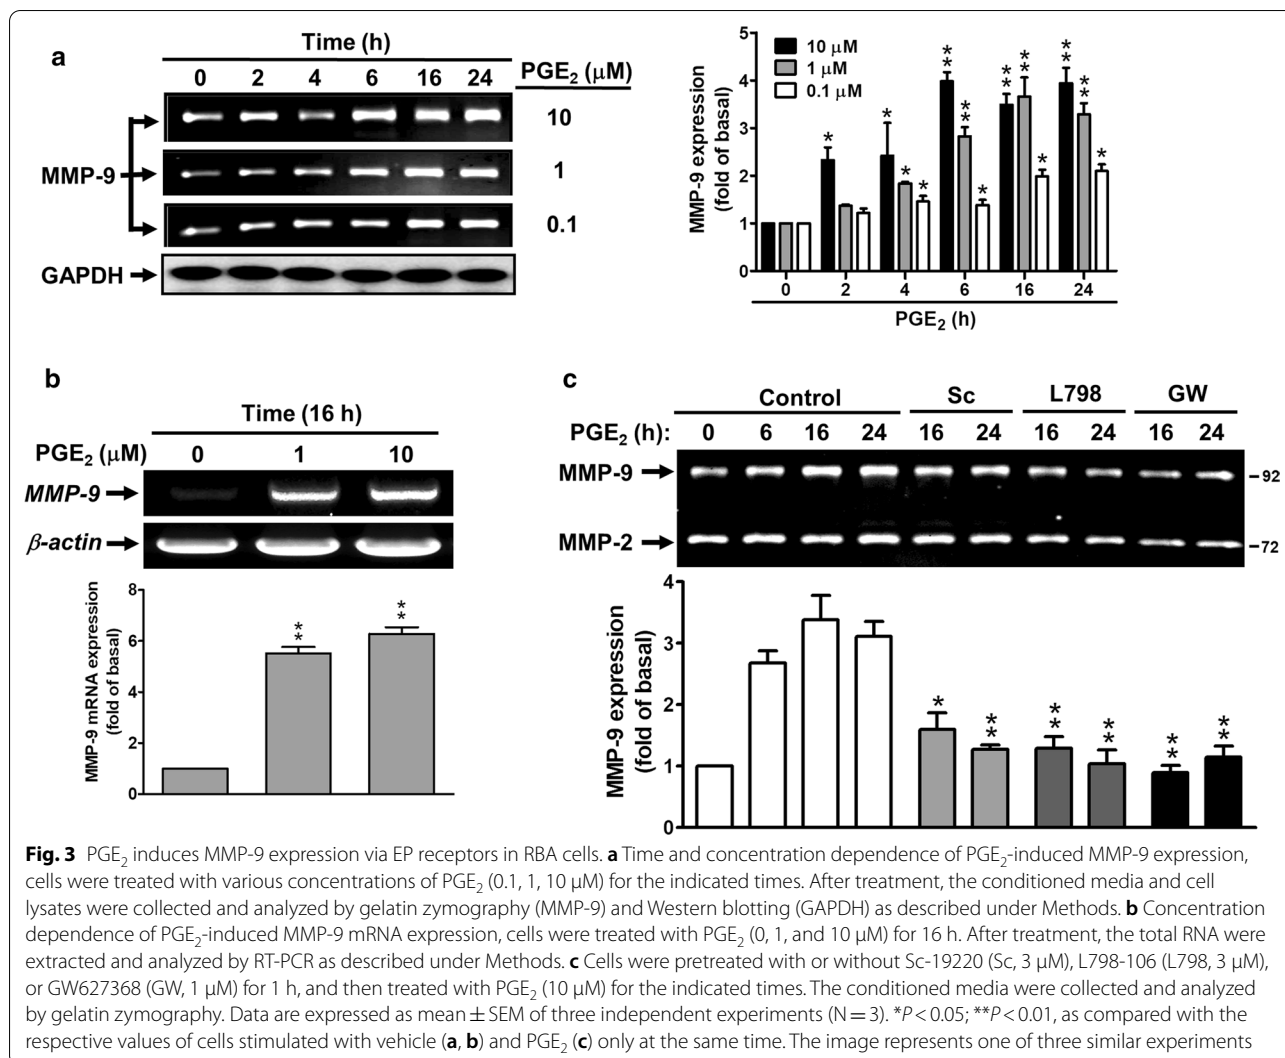 a
Time (h)
0 2 4 6 16 24 PGE2 (μM)
10
MMP-9 1
0.1
GAPDH
MMP-9 expression
(fold of basal)
5
4
3
2
1
0
10 μM
1 μM
0.1 μM
** ** **
** **
* * * * * * *
0 2 4 6 16 24
PGE2 (h)
b
Time (16 h)
PGE2 (μM) 0 1 10
MMP-9
β-actin
MMP-9 mRNA expression
(fold of basal)
8
6
4
2
0
** **
c
Control Sc L798 GW
PGE2 (h): 0 6 16 24 16 24 16 24 16 24
MMP-9 –92
MMP-2 –72
MMP-9 expression
(fold of basal)
4
3
2
1
0
* ** ** ** ** **
Fig. 3 PGE2 induces MMP-9 expression via EP receptors in RBA cells. a Time and concentration dependence of PGE2-induced MMP-9 expression,
cells were treated with various concentrations of PGE2 (0.1, 1, 10 μM) for the indicated times. After treatment, the conditioned media and cell
lysates were collected and analyzed by gelatin zymography (MMP-9) and Western blotting (GAPDH) as described under Methods. b Concentration
dependence of PGE2-induced MMP-9 mRNA expression, cells were treated with PGE2 (0, 1, and 10 μM) for 16 h. After treatment, the total RNA were
extracted and analyzed by RT-PCR as described under Methods. c Cells were pretreated with or without Sc-19220 (Sc, 3 μM), L798-106 (L798, 3 μM),
or GW627368 (GW, 1 μM) for 1 h, and then treated with PGE2 (10 μM) for the indicated times. The conditioned media were collected and analyzed
by gelatin zymography. Data are expressed as mean ± SEM of three independent experiments (N = 3). *P < 0.05; **P < 0.01, as compared with the
respective values of cells stimulated with vehicle (a, b) and PGE2 (c) only at the same time. The image represents one of three similar experiments